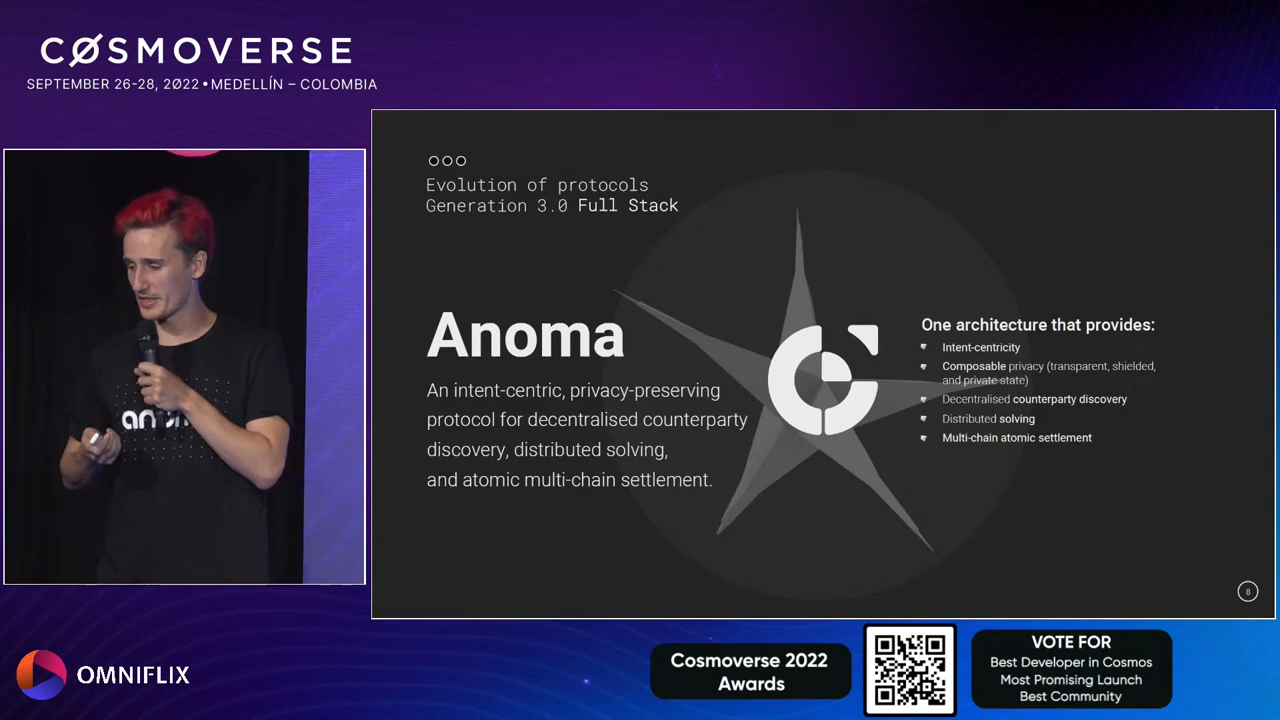 CØSMOVERSE
SEPTEMBER 26-28, 2Ø22 • MEDELLÍN – COLOMBIA
Evolution of protocols
Generation 3.0 Full Stack
Anoma
An intent-centric, privacy-preserving
protocol for decentralised counterparty
discovery, distributed solving,
and atomic multi-chain settlement.
One architecture that provides:
Intent-centricity
Composable privacy (transparent, shielded,
and private state)
Decentralised counterparty discovery
Distributed solving
Multi-chain atomic settlement
8
OMNIFLIX
Cosmoverse 2022
Awards
VOTE FOR
Best Developer in Cosmos
Most Promising Launch
Best Community